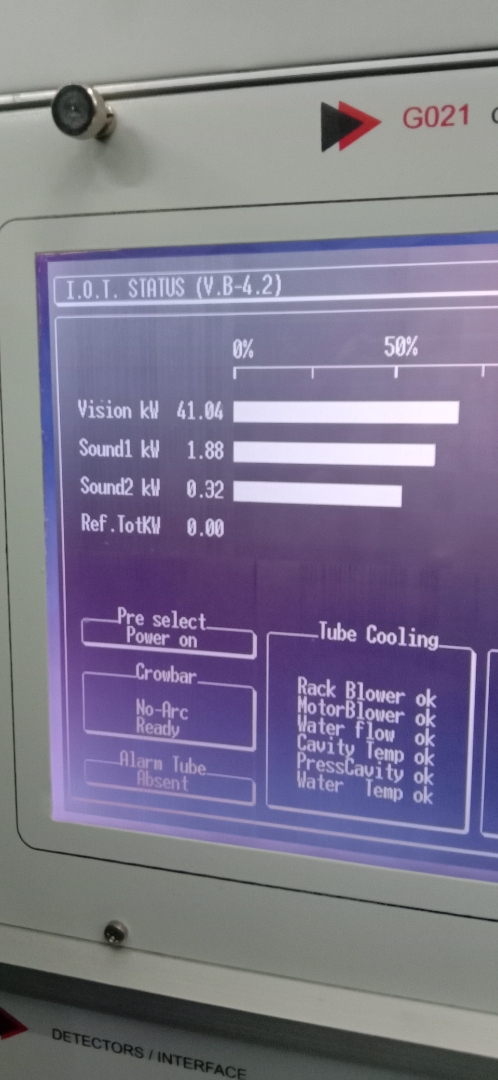 G021
I.O.T. STATUS (V.B-4.2)
0% 50%
Vision kW 41.04
Sound1 kW 1.88
Sound2 kW 0.32
Ref.TotKW 0.00
Pre select
Power on
Crowbar
No-Arc
Ready
Alarm Tube
Absent
Tube Cooling
Rack Blower ok
MotorBlower ok
Water flow ok
Cavity Temp ok
PressCavity ok
Water Temp ok
DETECTORS / INTERFACE